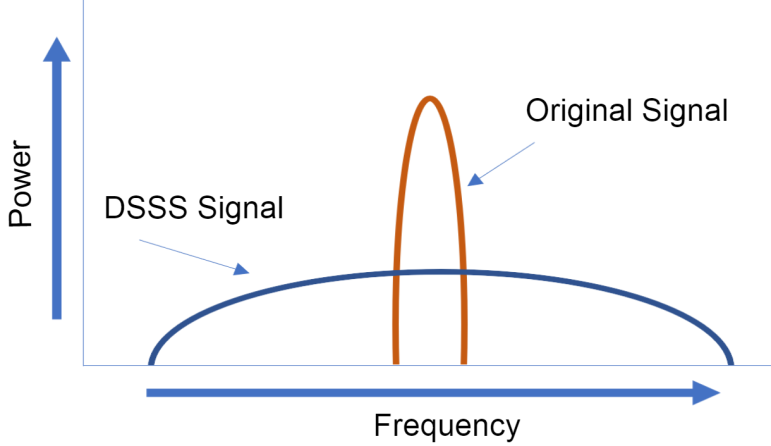 Original Signal
DSSS Signal
Power
Frequency